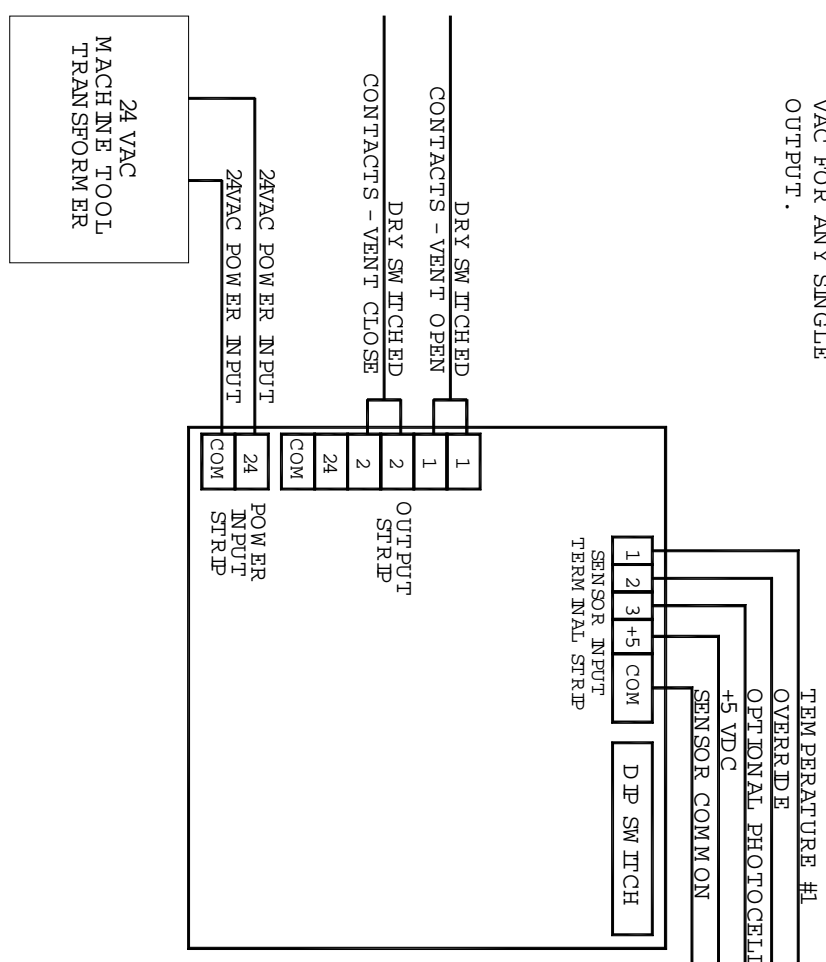 VAC FOR ANY SINGLE
OUTPUT.
TEMPERATURE #1
OVERRIDE
OPTIONAL PHOTOCELL
+5 VDC
SENSOR COMMON
1
2
3
+5
COM
SENSOR INPUT
TERMINAL STRIP
DIP SWITCH
DRY SWITCHED
CONTACTS - VENT OPEN
DRY SWITCHED
CONTACTS - VENT CLOSE
1
1
2
2
24
COM
OUTPUT
STRIP
24VAC POWER INPUT
24VAC POWER INPUT
24
COM
POWER
INPUT
STRIP
24 VAC
MACHINE TOOL
TRANSFORMER